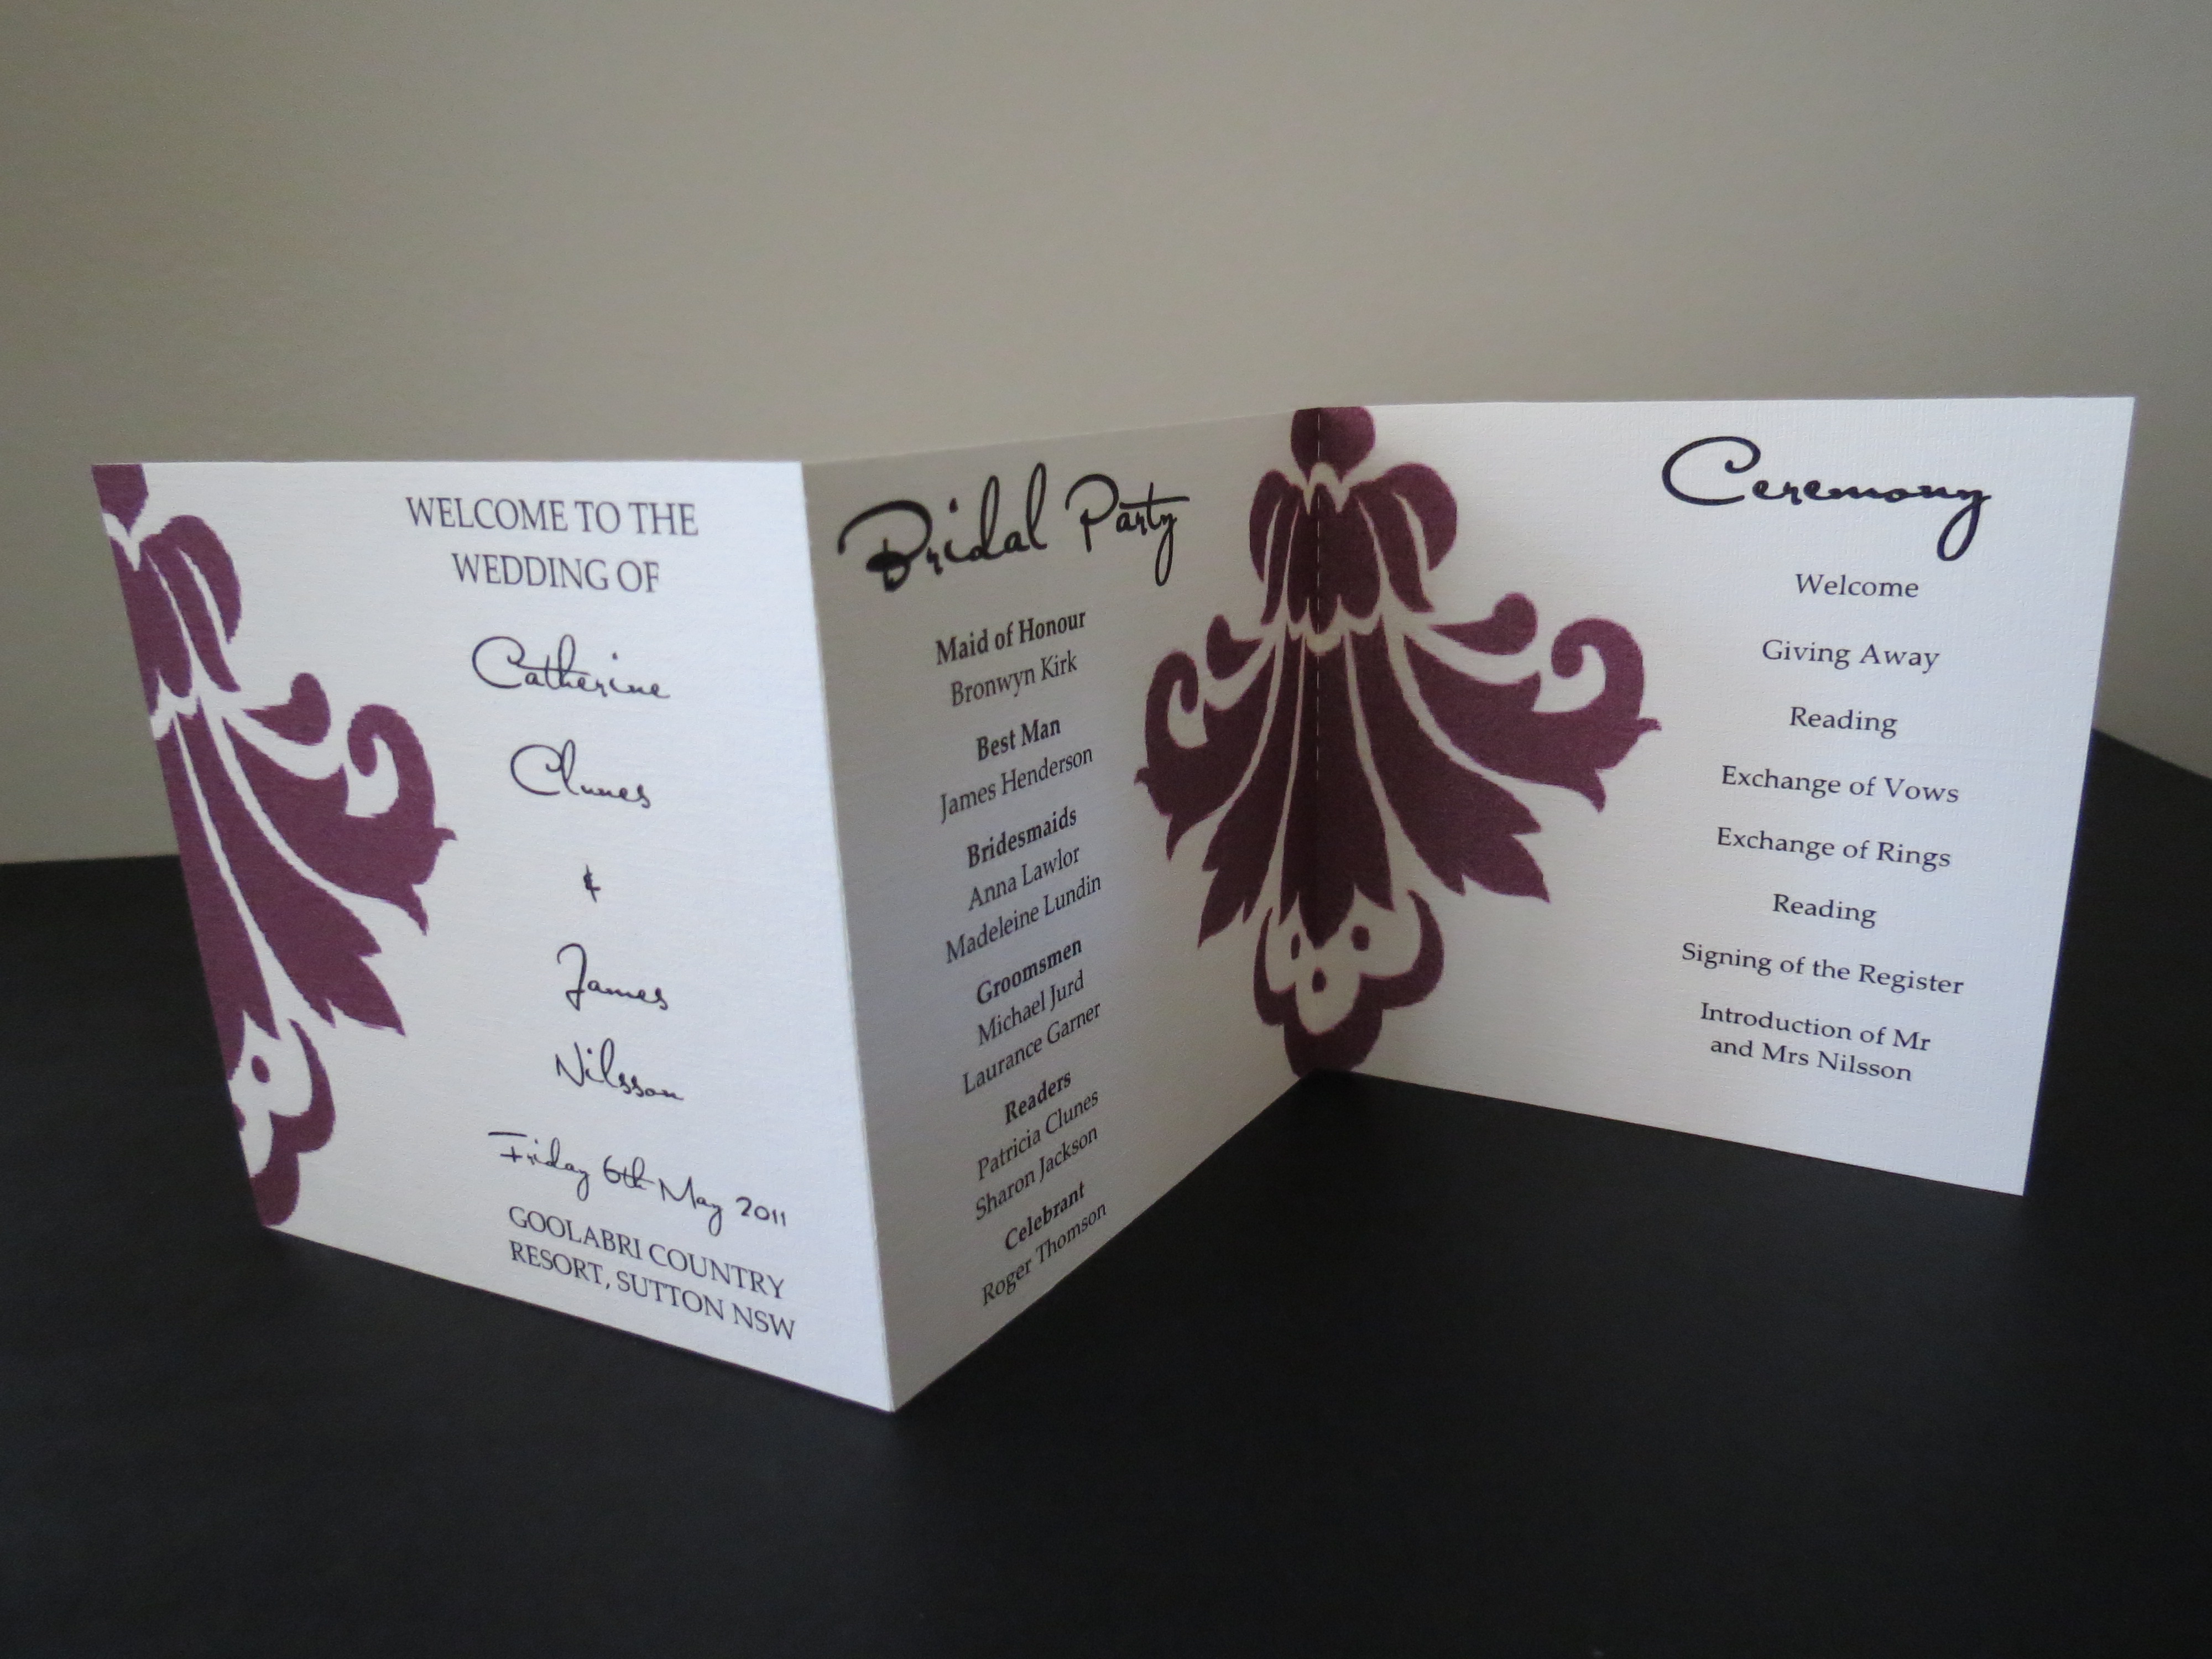 WELCOME TO THE
WEDDING OF
Catherine
Clunes
&
James
Nilsson
Friday 6th May 2011
GOOLABRI COUNTRY
RESORT, SUTTON NSW
Bridal Party
Maid of Honour
Bronwyn Kirk
Best Man
James Henderson
Bridesmaids
Anna Lawlor
Madeleine Lundin
Groomsmen
Michael Jurd
Laurance Garner
Readers
Patricia Clunes
Sharon Jackson
Celebrant
Roger Thomson
Ceremony
Welcome
Giving Away
Reading
Exchange of Vows
Exchange of Rings
Reading
Signing of the Register
Introduction of Mr
and Mrs Nilsson